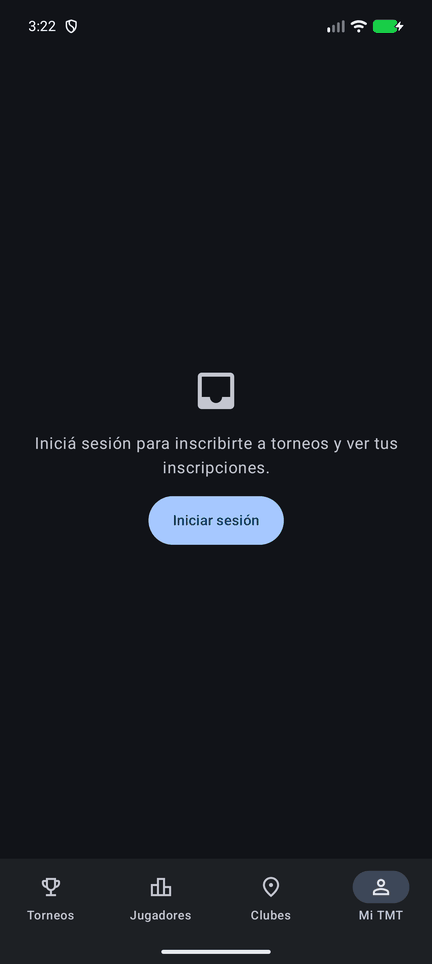 3:22
Iniciá sesión para inscribirte a torneos y ver tus
inscripciones.
Iniciar sesión
Torneos
Jugadores
Clubes
Mi TMT